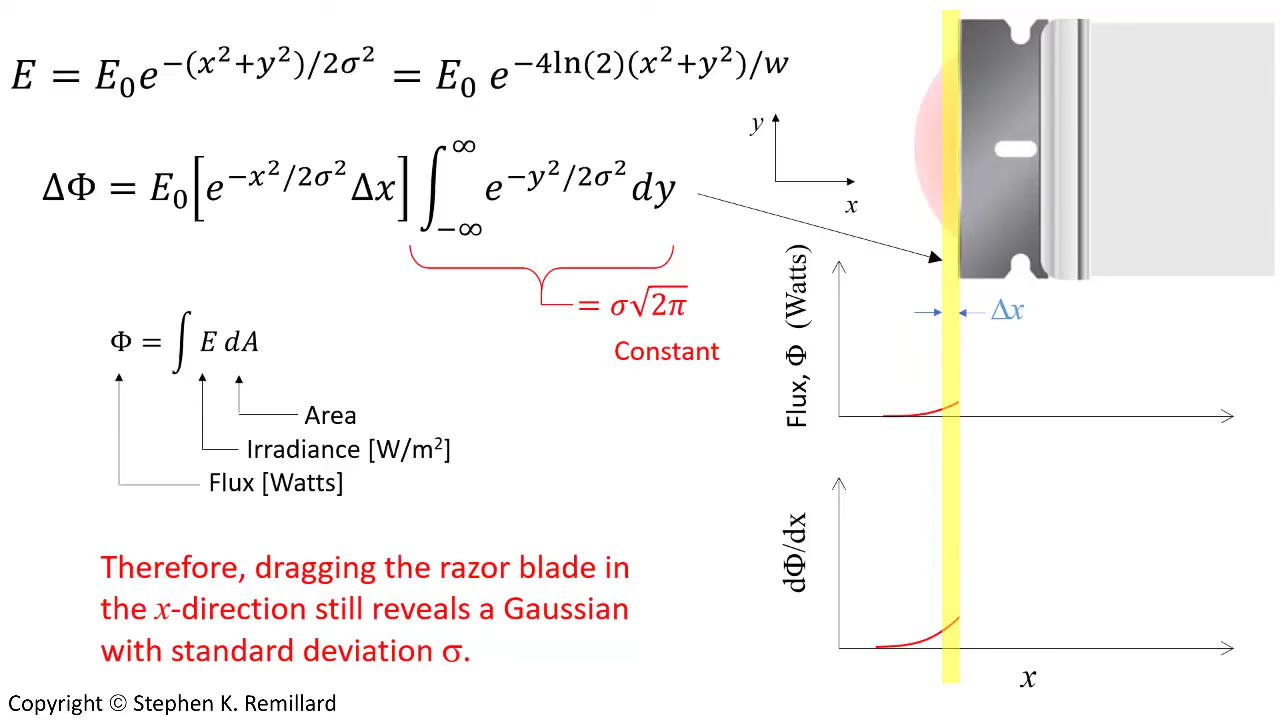 E = E₀e^{−(x²+y²)/2σ²} = E₀ e^{−4ln(2)(x²+y²)/w}
y
x
ΔΦ = E₀[e^{−x²/2σ²}Δx]∫_{−∞}^{∞} e^{−y²/2σ²}dy
= σ√2π
Constant
Δx
Flux, Φ (Watts)
Φ = ∫ E dA
Area
Irradiance [W/m²]
Flux [Watts]
dΦ/dx
x
Therefore, dragging the razor blade in
the x-direction still reveals a Gaussian
with standard deviation σ.
Copyright © Stephen K. Remillard